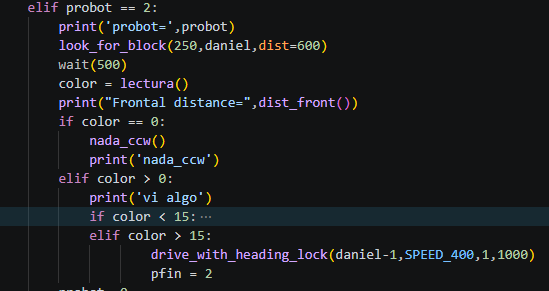 elif probot == 2:
print('probot=',probot)
look_for_block(250,daniel,dist=600)
wait(500)
color = lectura()
print("Frontal distance=",dist_front())
if color == 0:
nada_ccw()
print('nada_ccw')
elif color > 0:
print('vi algo')
if color < 15:···
elif color > 15:
drive_with_heading_lock(daniel-1,SPEED_400,1,1000)
pfin = 2